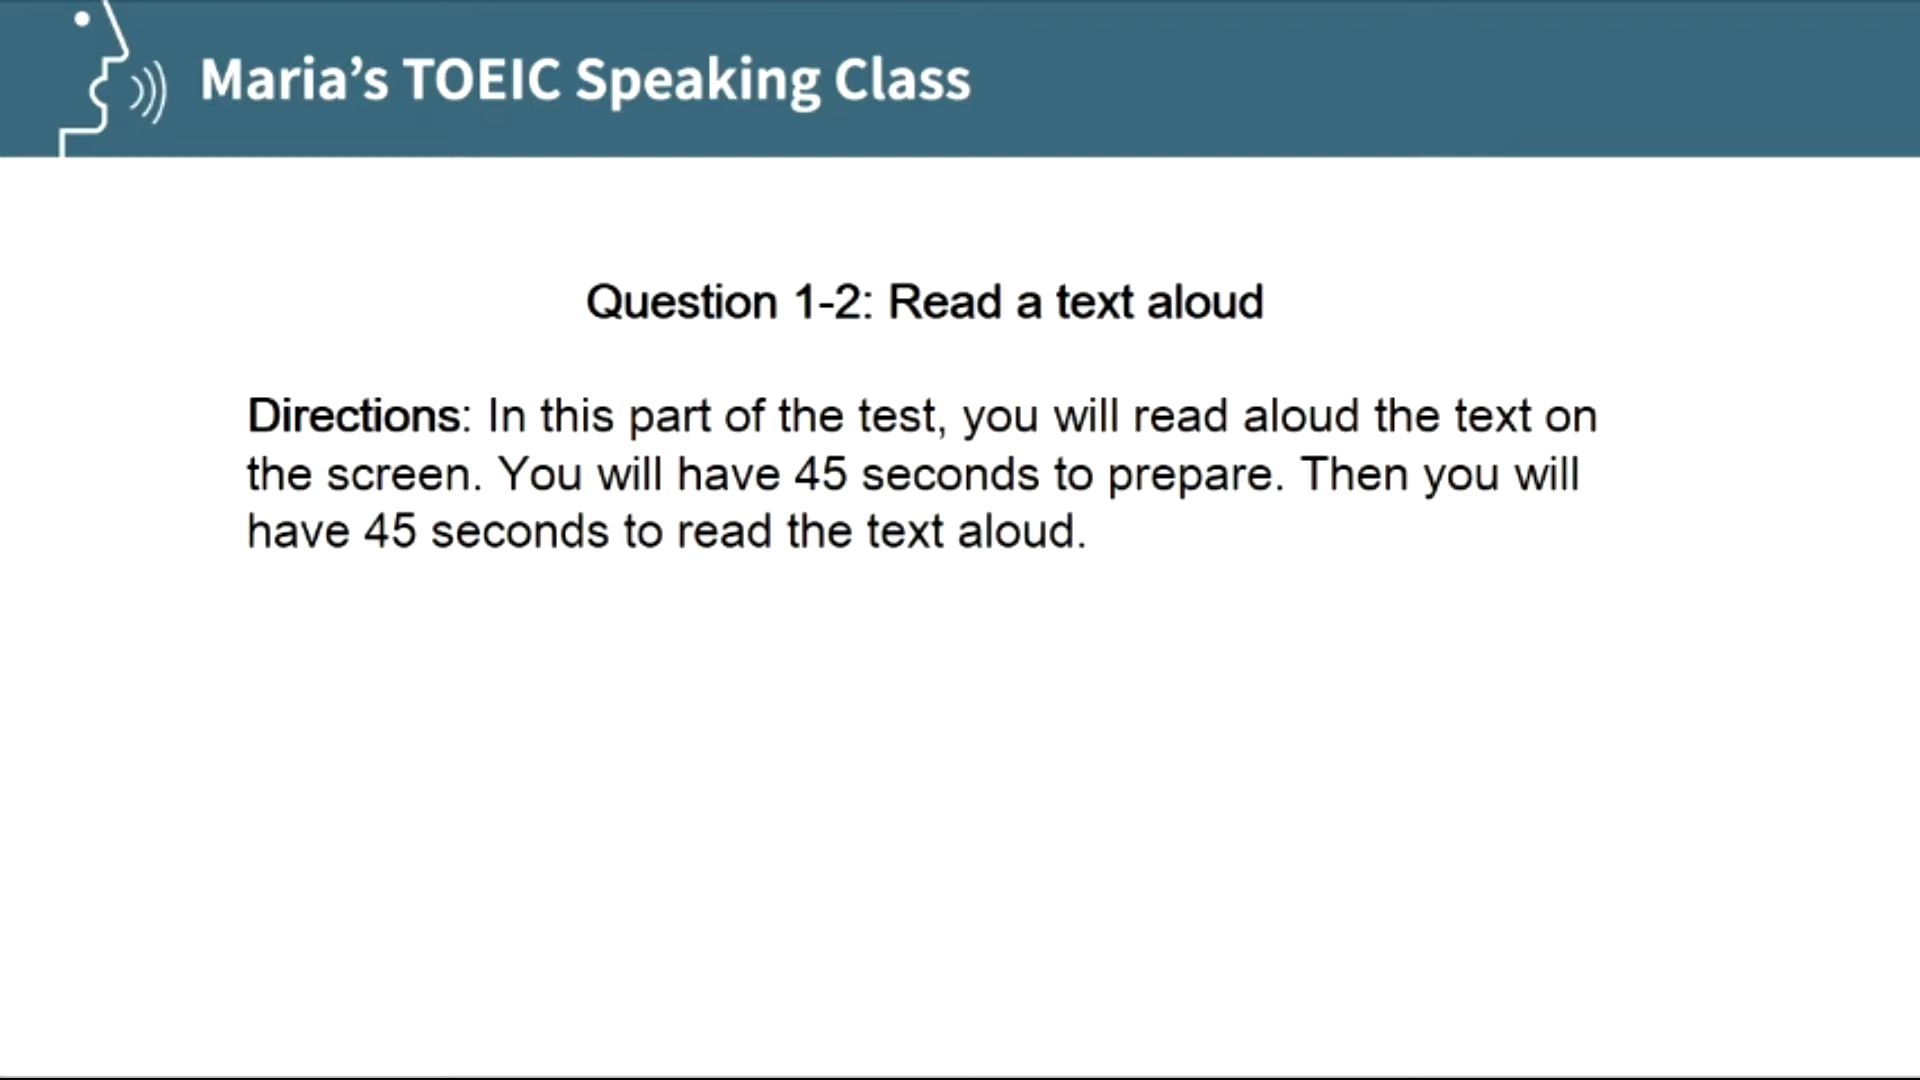 Maria’s TOEIC Speaking Class
Question 1-2: Read a text aloud
Directions: In this part of the test, you will read aloud the text on
the screen. You will have 45 seconds to prepare. Then you will
have 45 seconds to read the text aloud.